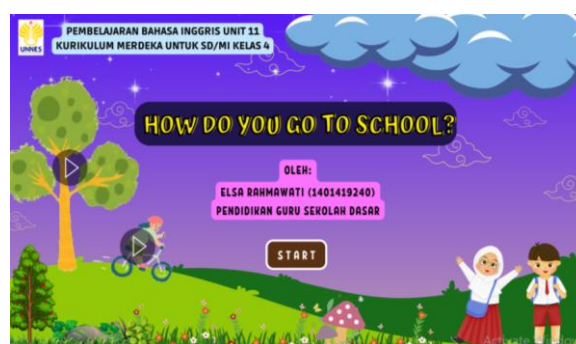 PEMBELAJARAN BAHASA INGGRIS UNIT 11
KURIKULUM MERDEKA UNTUK SD/MI KELAS 4
UNNES
HOW DO YOU GO TO SCHOOL?
OLEH:
ELSA RAHMAWATI (1401419240)
PENDIDIKAN GURU SEKOLAH DASAR
START